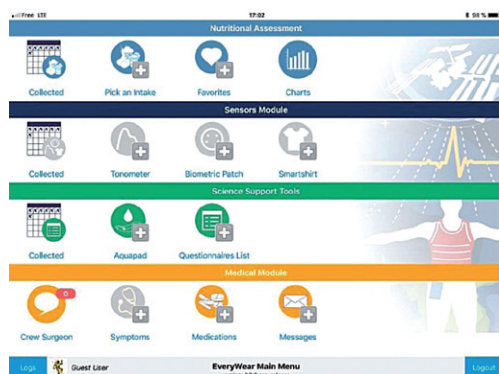 Free LTE 17:02 98 %
Nutritional Assessment
Collected Pick an Intake Favorites Charts
Sensors Module
Collected Tonometer Biometric Patch Smartshirt
Science Support Tools
Collected Aquapad Questionnaires List
Medical Module
0
Crew Surgeon Symptoms Medications Messages
Logs Guest User EveryWear Main Menu Logout